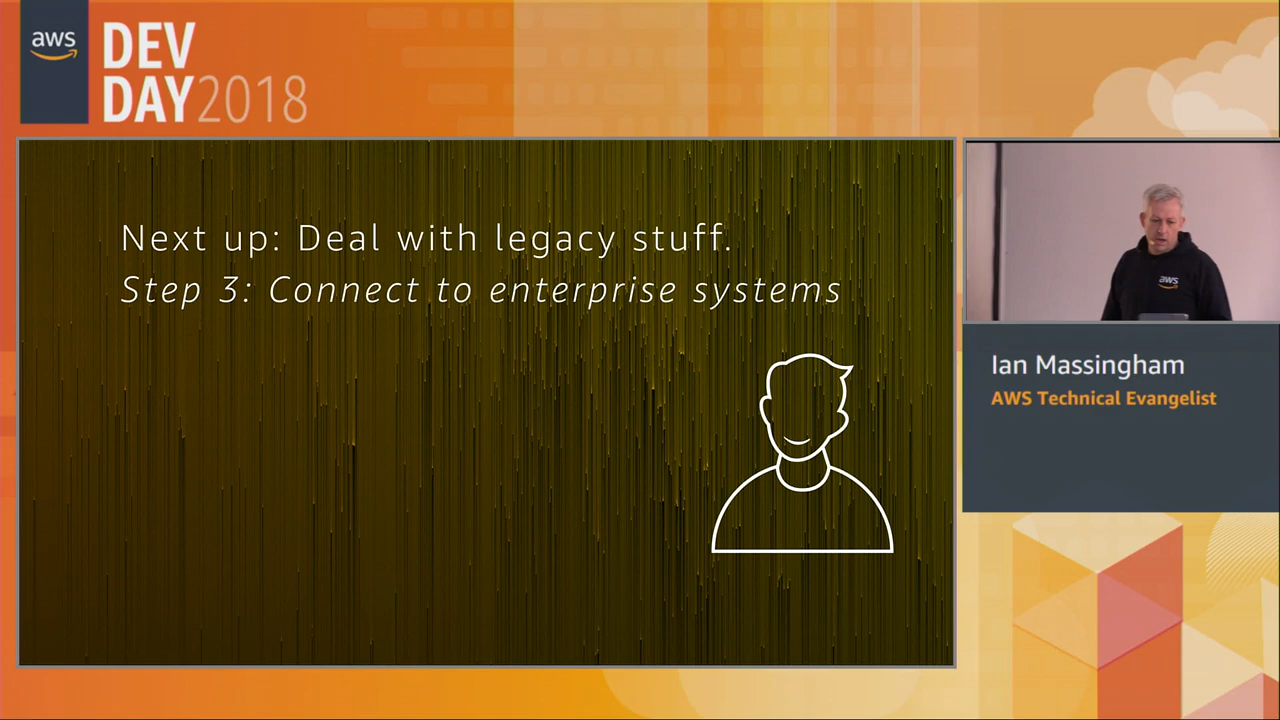 aws
DEV
DAY2018
Next up: Deal with legacy stuff.
Step 3: Connect to enterprise systems
aws
Ian Massingham
AWS Technical Evangelist